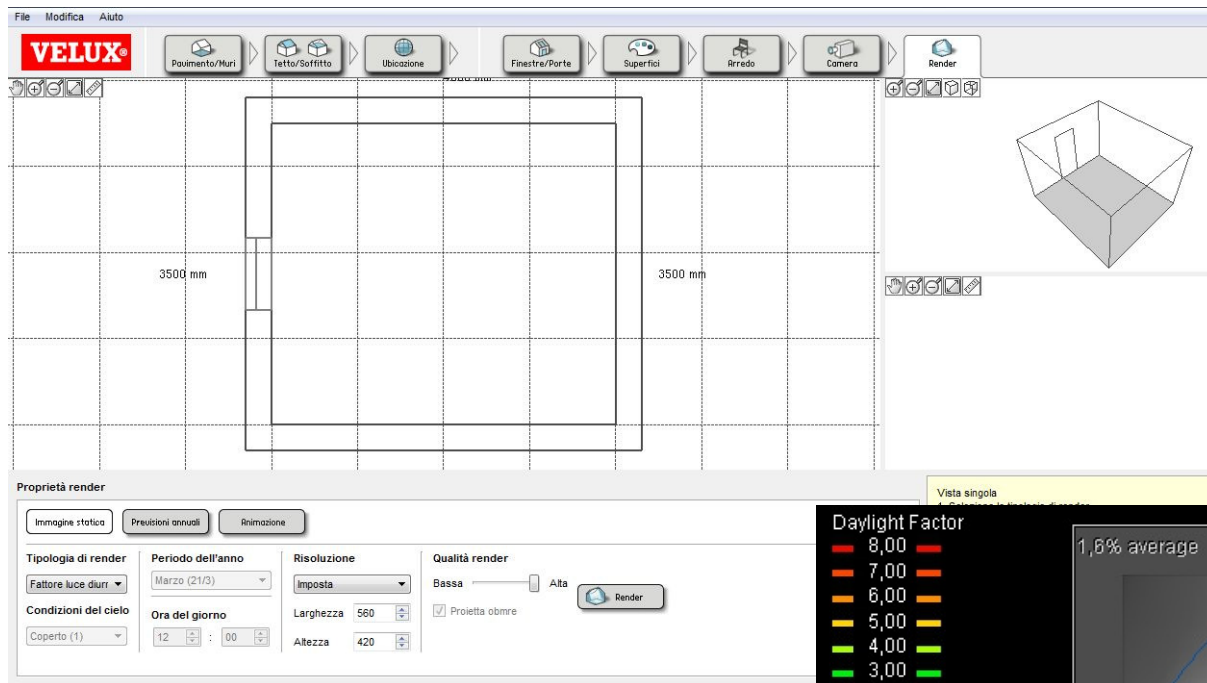 File Modifica Aiuto
VELUX®
Pavimento/Muri
Tetto/Soffitto
Ubicazione
Finestre/Porte
Superfici
Arredo
Camera
Render
3500 mm
3500 mm
Proprietà render
Immagine statica
Previsioni annuali
Animazione
Tipologia di render
Fattore luce diurr
Condizioni del cielo
Coperto (1)
Periodo dell'anno
Marzo (21/3)
Ora del giorno
12 : 00
Risoluzione
Imposta
Larghezza 560
Altezza 420
Qualità render
Bassa Alta
Proietta obmre
Render
Vista singola
Daylight Factor
8,00
7,00
6,00
5,00
4,00
3,00
1,6% average